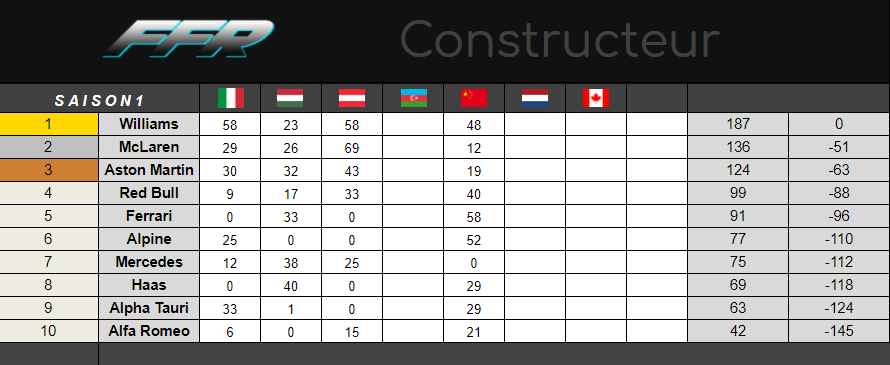 FFR Constructeur
SAISON1
1 Williams 58 23 58 48 187 0
2 McLaren 29 26 69 12 136 -51
3 Aston Martin 30 32 43 19 124 -63
4 Red Bull 9 17 33 40 99 -88
5 Ferrari 0 33 0 58 91 -96
6 Alpine 25 0 0 52 77 -110
7 Mercedes 12 38 25 0 75 -112
8 Haas 0 40 0 29 69 -118
9 Alpha Tauri 33 1 0 29 63 -124
10 Alfa Romeo 6 0 15 21 42 -145